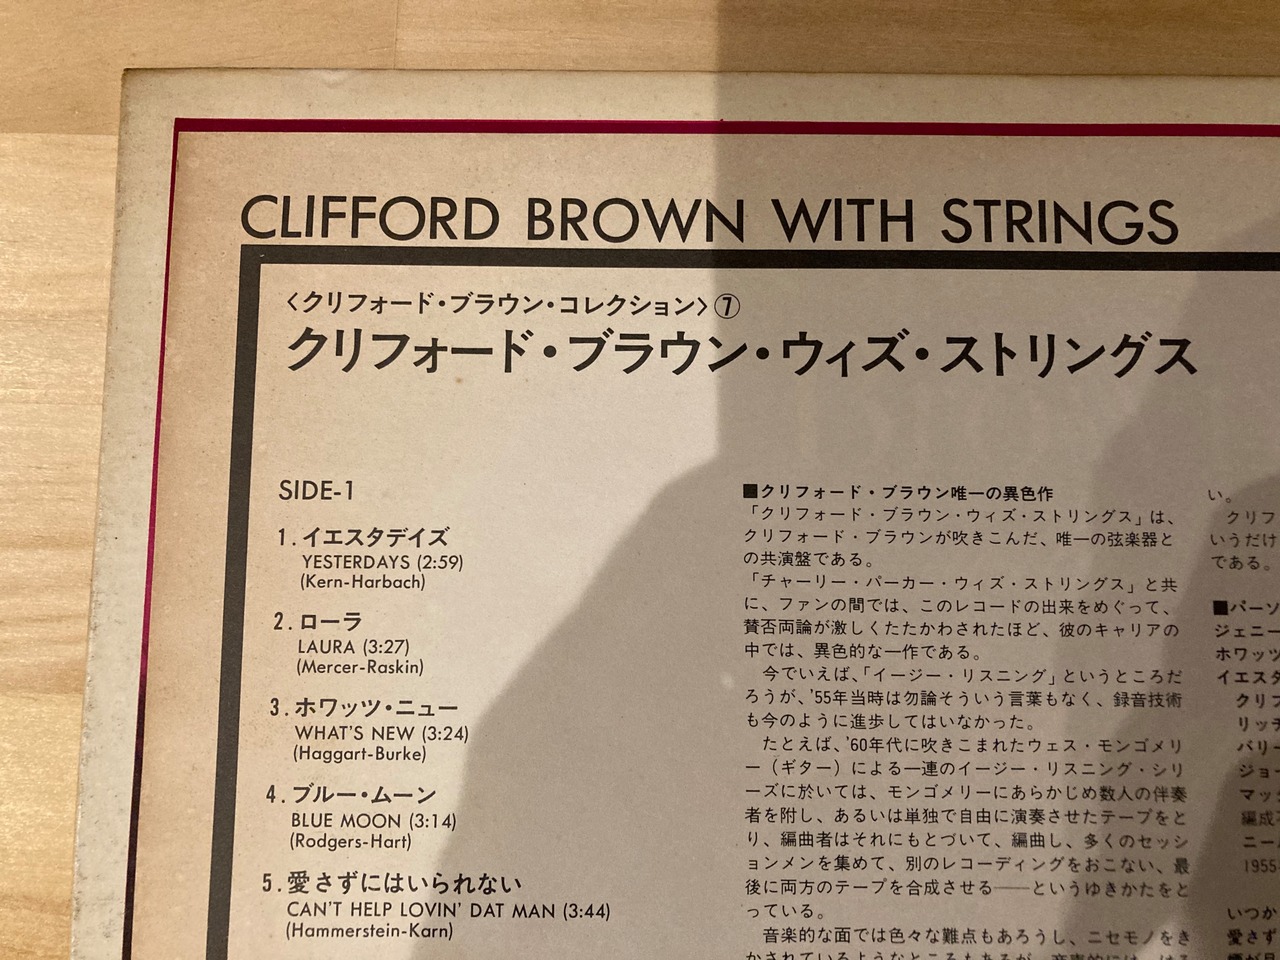 CLIFFORD BROWN WITH STRINGS
〈クリフォード・ブラウン・コレクション〉⑦
クリフォード・ブラウン・ウィズ・ストリングス
SIDE-1
1. イエスタデイズ
YESTERDAYS (2:59)
(Kern-Harbach)
2. ローラ
LAURA (3:27)
(Mercer-Raskin)
3. ホワッツ・ニュー
WHAT'S NEW (3:24)
(Haggart-Burke)
4. ブルー・ムーン
BLUE MOON (3:14)
(Rodgers-Hart)
5. 愛さずにはいられない
CAN'T HELP LOVIN' DAT MAN (3:44)
(Hammerstein-Karn)
■クリフォード・ブラウン唯一の異色作
「クリフォード・ブラウン・ウィズ・ストリングス」は、
クリフォード・ブラウンが吹きこんだ、唯一の弦楽器と
の共演盤である。
「チャーリー・パーカー・ウィズ・ストリングス」と共
に、ファンの間では、このレコードの出来をめぐって、
賛否両論が激しくたたかわされたほど、彼のキャリアの
中では、異色的な一作である。
今でいえば、「イージー・リスニング」というところだ
ろうが、'55年当時は勿論そういう言葉もなく、録音技術
も今のように進歩してはいなかった。
たとえば、'60年代に吹きこまれたウェス・モンゴメリ
ー（ギター）による一連のイージー・リスニング・シリ
ーズに於いては、モンゴメリーにあらかじめ数人の伴奏
者を附し、あるいは単独で自由に演奏させたテープをと
り、編曲者はそれにもとづいて、編曲し、多くのセッシ
ョンメンを集めて、別のレコーディングをおこない、最
後に両方のテープを合成させる——というゆきかたをと
っている。
音楽的な面では色々な難点もあろうし、ニセモノをき
かされているようなところもあるが、音声的には、はる
い。
クリフ
いうだけ
である。
■パーソ
ジェニー
ホワッツ
イエスタ
クリフ
リッチ
バリー
ジョー
マック
編成不
ニール
1955
いつか
愛さず